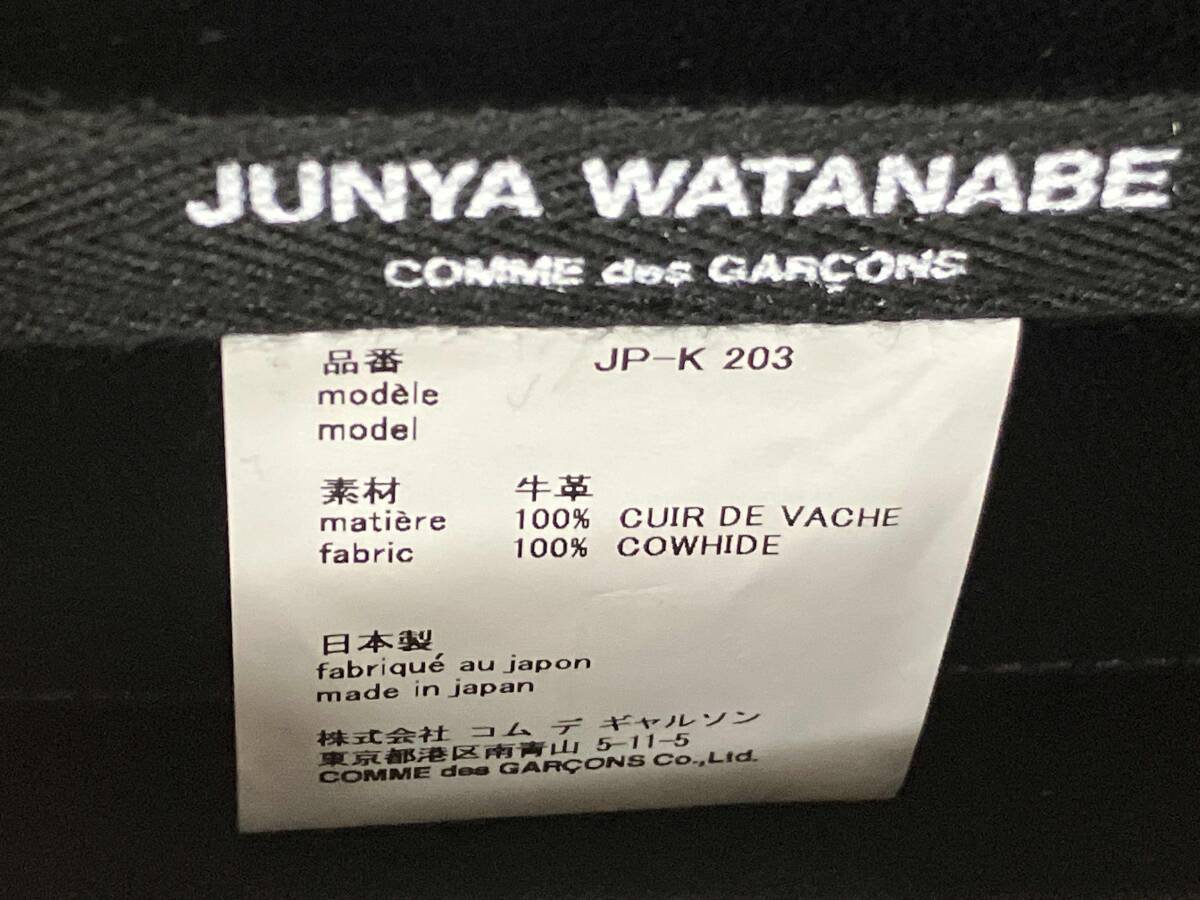 JUNYA WATANABE
COMME des GARÇONS
品番 JP-K 203
modèle
model
素材 牛革
matière 100% CUIR DE VACHE
fabric 100% COWHIDE
日本製
fabriqué au japon
made in japan
株式会社 コム デ ギャルソン
東京都港区南青山 5-11-5
COMME des GARÇONS Co.,Ltd.